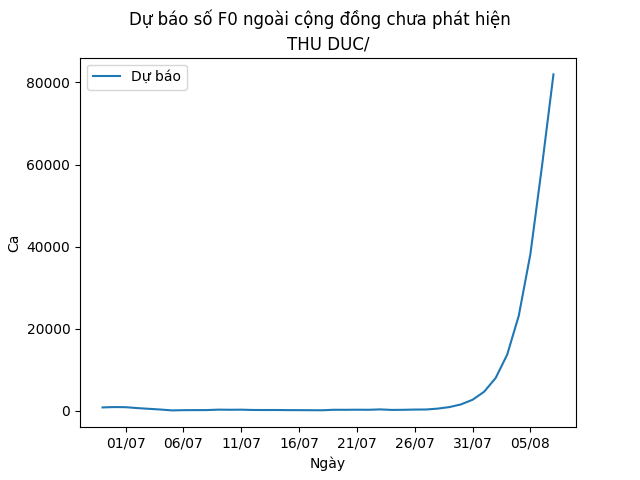 Dự báo số F0 ngoài cộng đồng chưa phát hiện
THU DUC/
Dự báo
80000
60000
40000
20000
0
Ca
01/07 06/07 11/07 16/07 21/07 26/07 31/07 05/08
Ngày